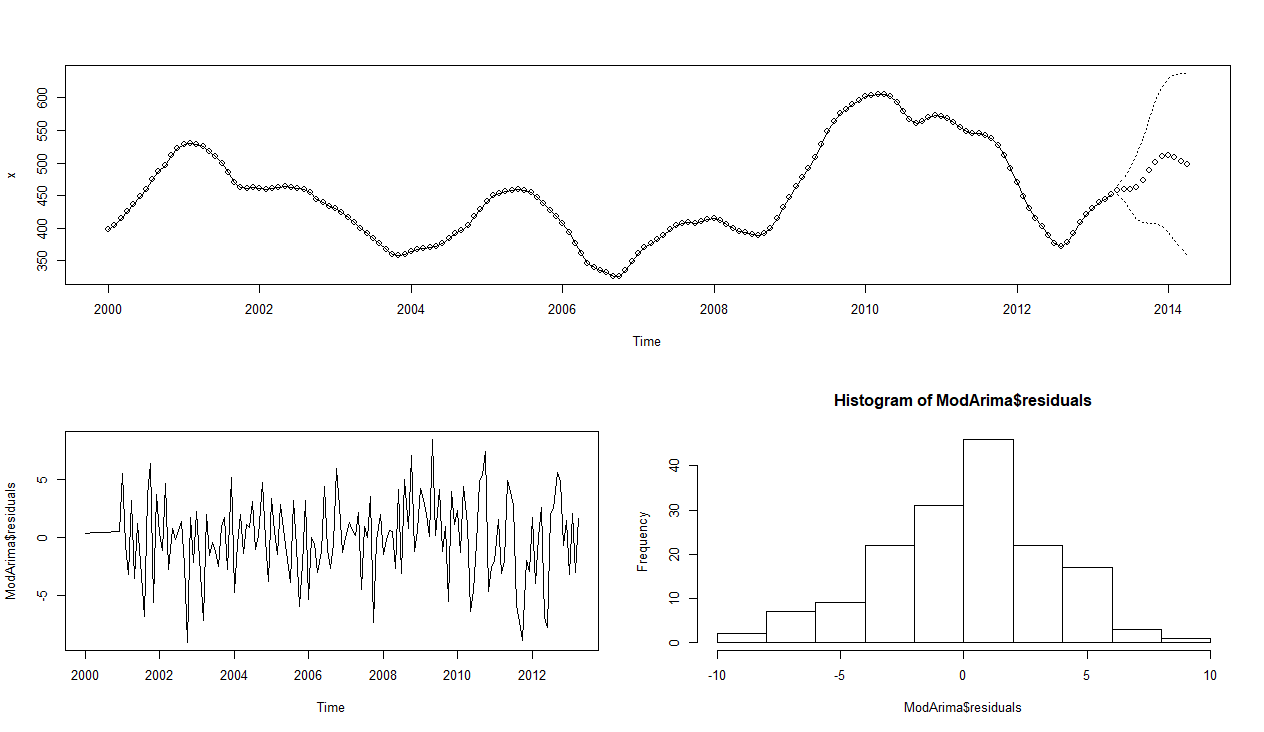 600
550
500
450
400
350
x
2000 2002 2004 2006 2008 2010 2012 2014
Time
5
0
-5
ModArima$residuals
2000 2002 2004 2006 2008 2010 2012
Time
Histogram of ModArima$residuals
40
30
20
10
0
Frequency
-10 -5 0 5 10
ModArima$residuals